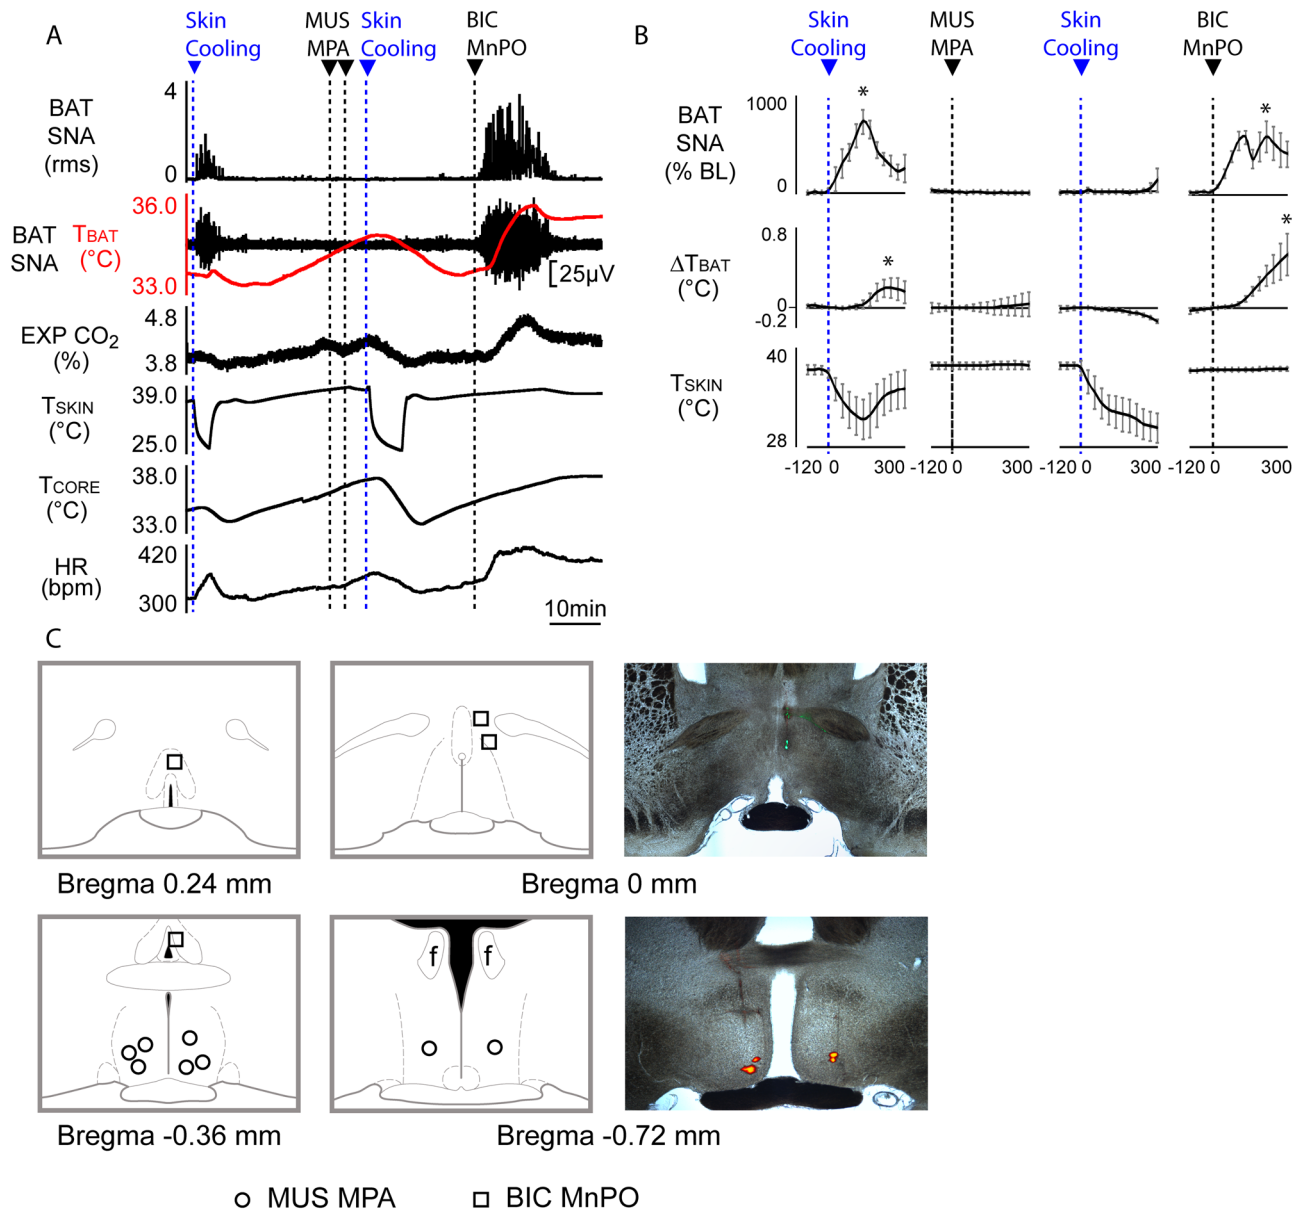 A
Skin
Cooling
MUS
MPA
Skin
Cooling
BIC
MnPO
BAT
SNA
(rms)
4
0
BAT
SNA
TBAT
(°C)
36.0
33.0
25µV
EXP CO2
(%)
4.8
3.8
TSKIN
(°C)
39.0
25.0
TCORE
(°C)
38.0
33.0
HR
(bpm)
420
300
10min
B
Skin
Cooling
MUS
MPA
Skin
Cooling
BIC
MnPO
BAT
SNA
(% BL)
1000
0
*
*
ΔTBAT
(°C)
0.8
0
-0.2
*
*
TSKIN
(°C)
40
28
-120 0 300
-120 0 300
-120 0 300
-120 0 300
C
Bregma 0.24 mm
Bregma 0 mm
f f
Bregma -0.36 mm
Bregma -0.72 mm
MUS MPA
BIC MnPO